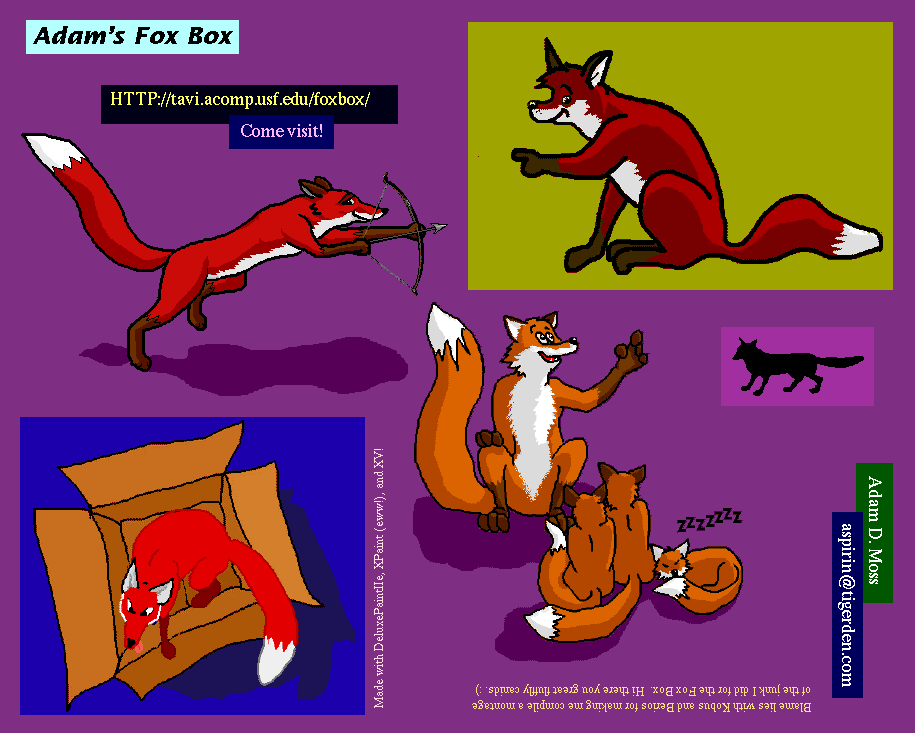 Adam's Fox Box
HTTP://tavi.acomp.usf.edu/foxbox/
Come visit!
zzzzzzz
Adam D. Moss
aspirin@tigerden.com
Made with DeluxePaintIIe, XPaint (eww!), and XV!
Blame lies with Kobus and Berios for making me compile a montage
of the junk I did for the Fox Box.  Hi there you great fluffy canids. :)